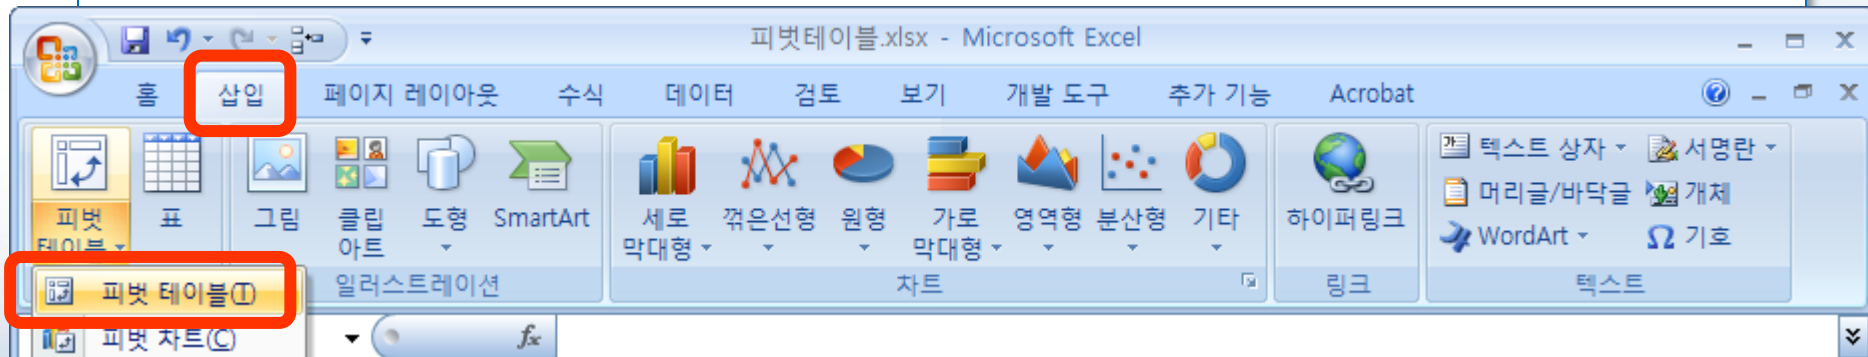 피벗테이블.xlsx - Microsoft Excel
홈 삽입 페이지 레이아웃 수식 데이터 검토 보기 개발 도구 추가 기능 Acrobat
피벗 테이블
표
그림
클립 아트
도형
SmartArt
세로 막대형
꺾은선형
원형
가로 막대형
영역형
분산형
기타
하이퍼링크
텍스트 상자
머리글/바닥글
WordArt
서명란
개체
기호
일러스트레이션
차트
링크
텍스트
피벗 테이블(T)
피벗 차트(C)
fx